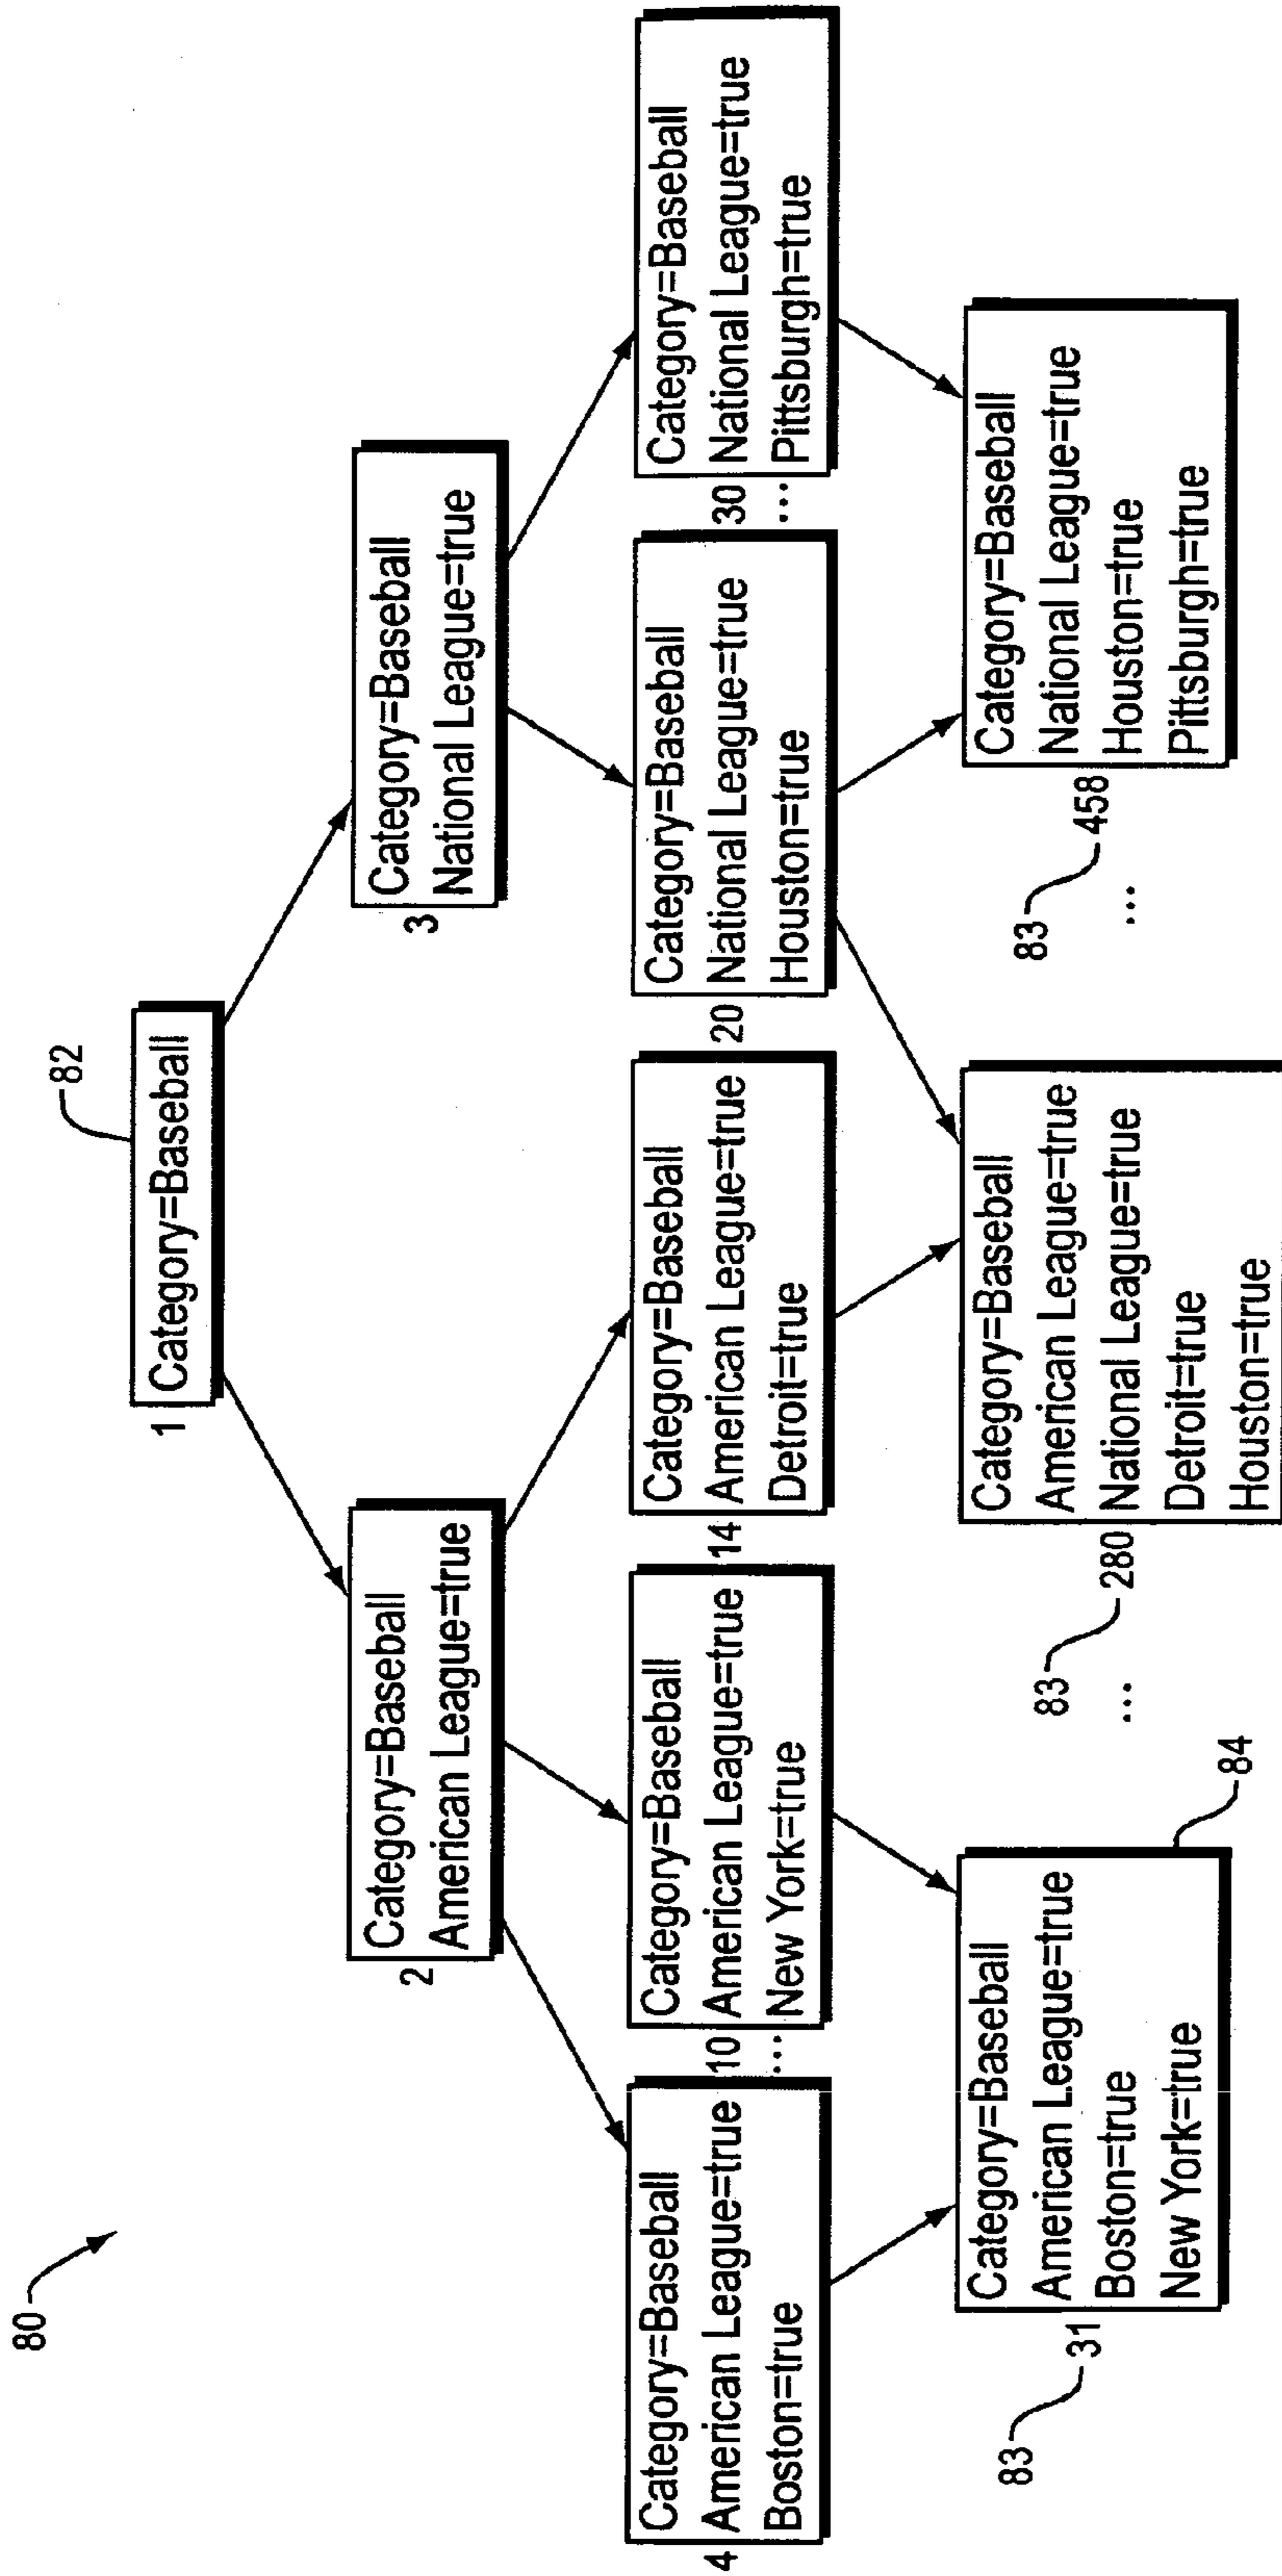 80
82
1
Category=Baseball
2
Category=Baseball
American League=true
3
Category=Baseball
National League=true
4
Category=Baseball
American League=true
Boston=true
...
10
Category=Baseball
American League=true
New York=true
14
Category=Baseball
American League=true
Detroit=true
20
Category=Baseball
National League=true
Houston=true
...
30
Category=Baseball
National League=true
Pittsburgh=true
83
31
Category=Baseball
American League=true
Boston=true
New York=true
84
...
83
280
Category=Baseball
American League=true
National League=true
Detroit=true
Houston=true
...
83
458
Category=Baseball
National League=true
Houston=true
Pittsburgh=true